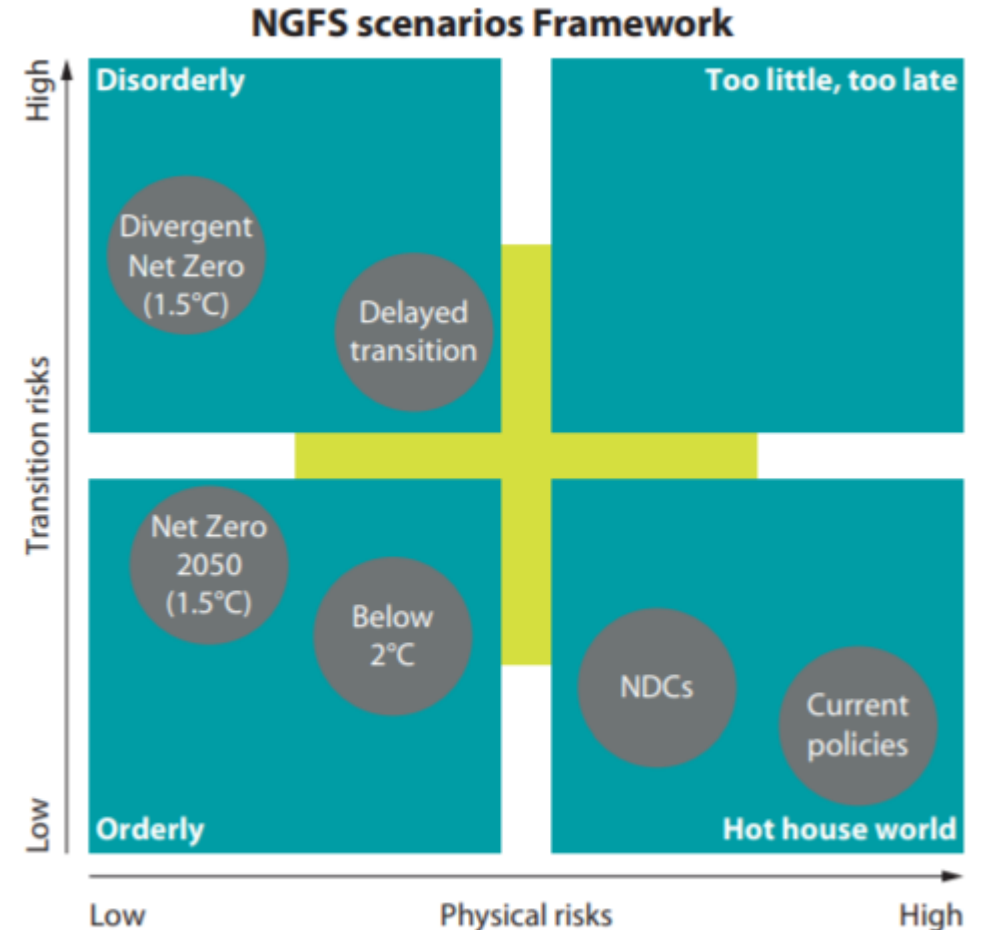 NGFS scenarios Framework
High
Disorderly
Too little, too late
Divergent
Net Zero
(1.5°C)
Delayed
transition
Transition risks
Net Zero
2050
(1.5°C)
Below
2°C
NDCs
Current
policies
Low
Orderly
Hot house world
Low
Physical risks
High